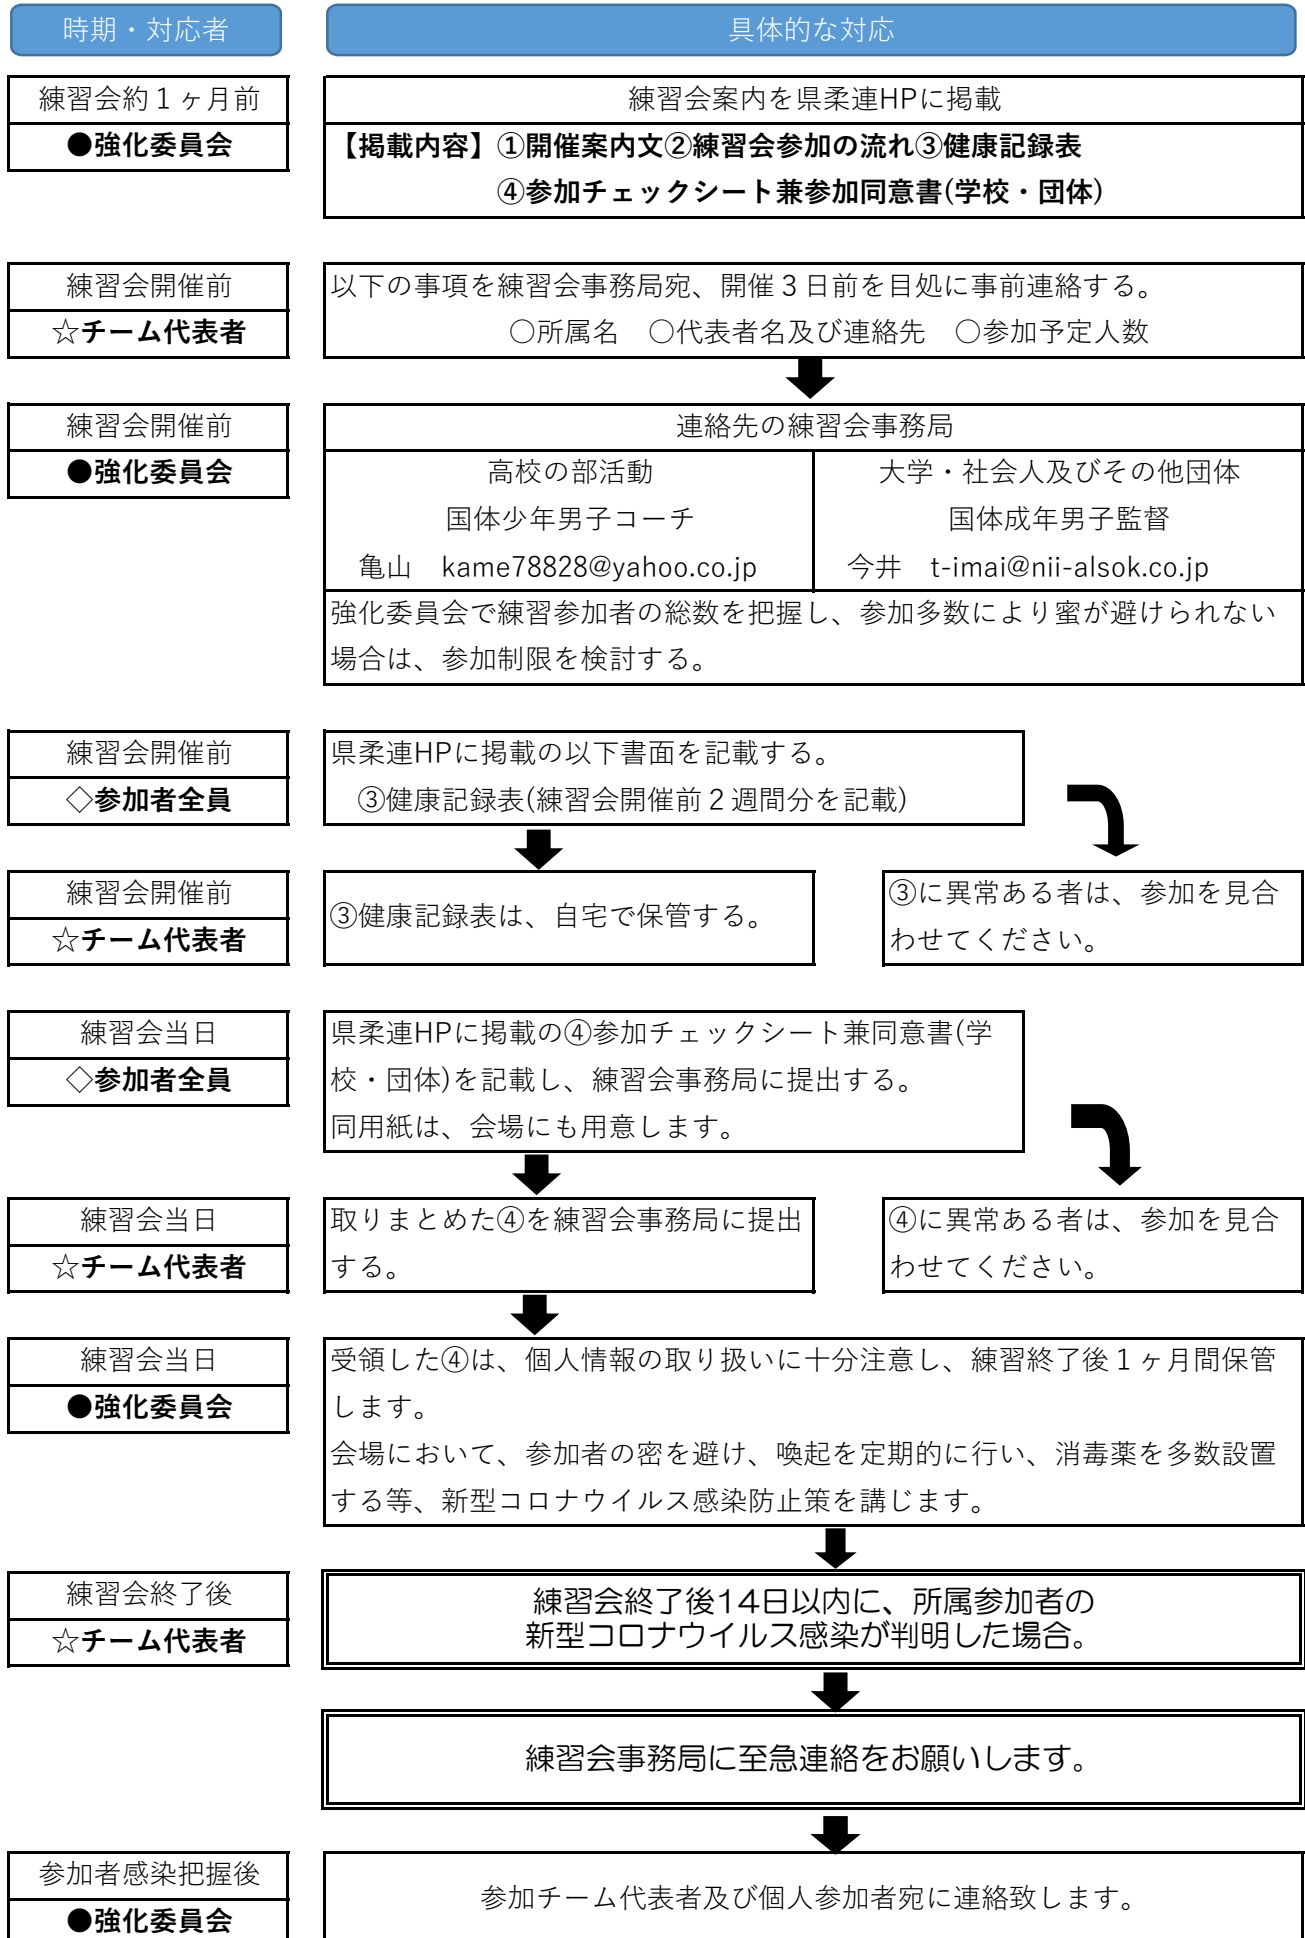 時期・対応者
具体的な対応
練習会約１ヶ月前
●強化委員会
練習会案内を県柔連HPに掲載
【掲載内容】①開催案内文②練習会参加の流れ③健康記録表
④参加チェックシート兼参加同意書(学校・団体)
練習会開催前
☆チーム代表者
以下の事項を練習会事務局宛、開催３日前を目処に事前連絡する。
○所属名　○代表者名及び連絡先　○参加予定人数
練習会開催前
●強化委員会
連絡先の練習会事務局
高校の部活動
国体少年男子コーチ
亀山　kame78828@yahoo.co.jp
大学・社会人及びその他団体
国体成年男子監督
今井　t-imai@nii-alsok.co.jp
強化委員会で練習参加者の総数を把握し、参加多数により蜜が避けられない
場合は、参加制限を検討する。
練習会開催前
◇参加者全員
県柔連HPに掲載の以下書面を記載する。
③健康記録表(練習会開催前２週間分を記載)
練習会開催前
☆チーム代表者
③健康記録表は、自宅で保管する。
③に異常ある者は、参加を見合
わせてください。
練習会当日
◇参加者全員
県柔連HPに掲載の④参加チェックシート兼同意書(学
校・団体)を記載し、練習会事務局に提出する。
同用紙は、会場にも用意します。
練習会当日
☆チーム代表者
取りまとめた④を練習会事務局に提出
する。
④に異常ある者は、参加を見合
わせてください。
練習会当日
●強化委員会
受領した④は、個人情報の取り扱いに十分注意し、練習終了後１ヶ月間保管
します。
会場において、参加者の密を避け、喚起を定期的に行い、消毒薬を多数設置
する等、新型コロナウイルス感染防止策を講じます。
練習会終了後
☆チーム代表者
練習会終了後14日以内に、所属参加者の
新型コロナウイルス感染が判明した場合。
練習会事務局に至急連絡をお願いします。
参加者感染把握後
●強化委員会
参加チーム代表者及び個人参加者宛に連絡致します。